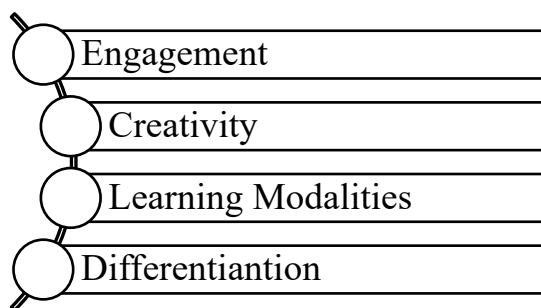 Engagement
Creativity
Learning Modalities
Differentiantion